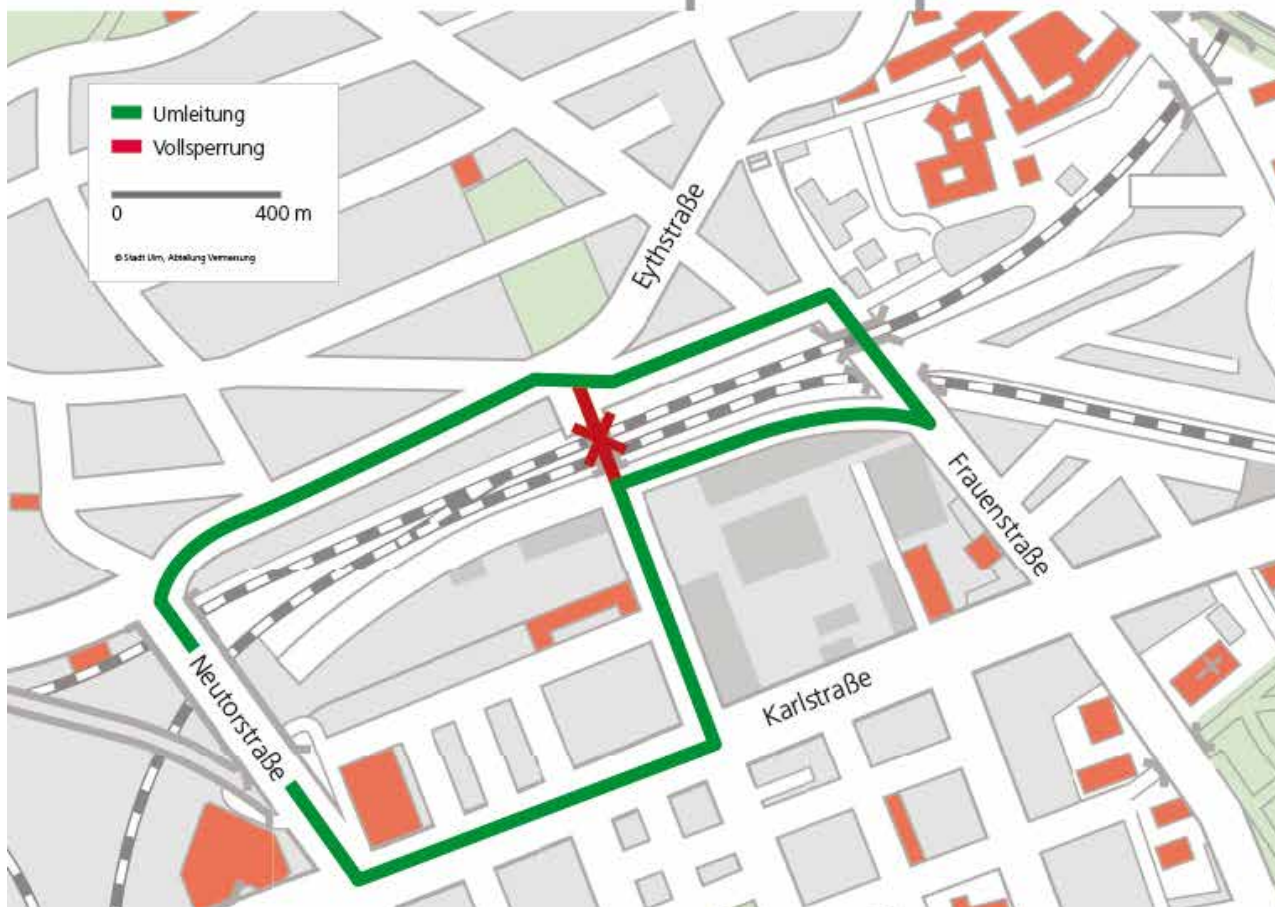 Umleitung
Vollsperrung
0 400 m
© Stadt Ulm, Abteilung Vermessung
Eythstraße
Frauenstraße
Karlstraße
Neutorstraße